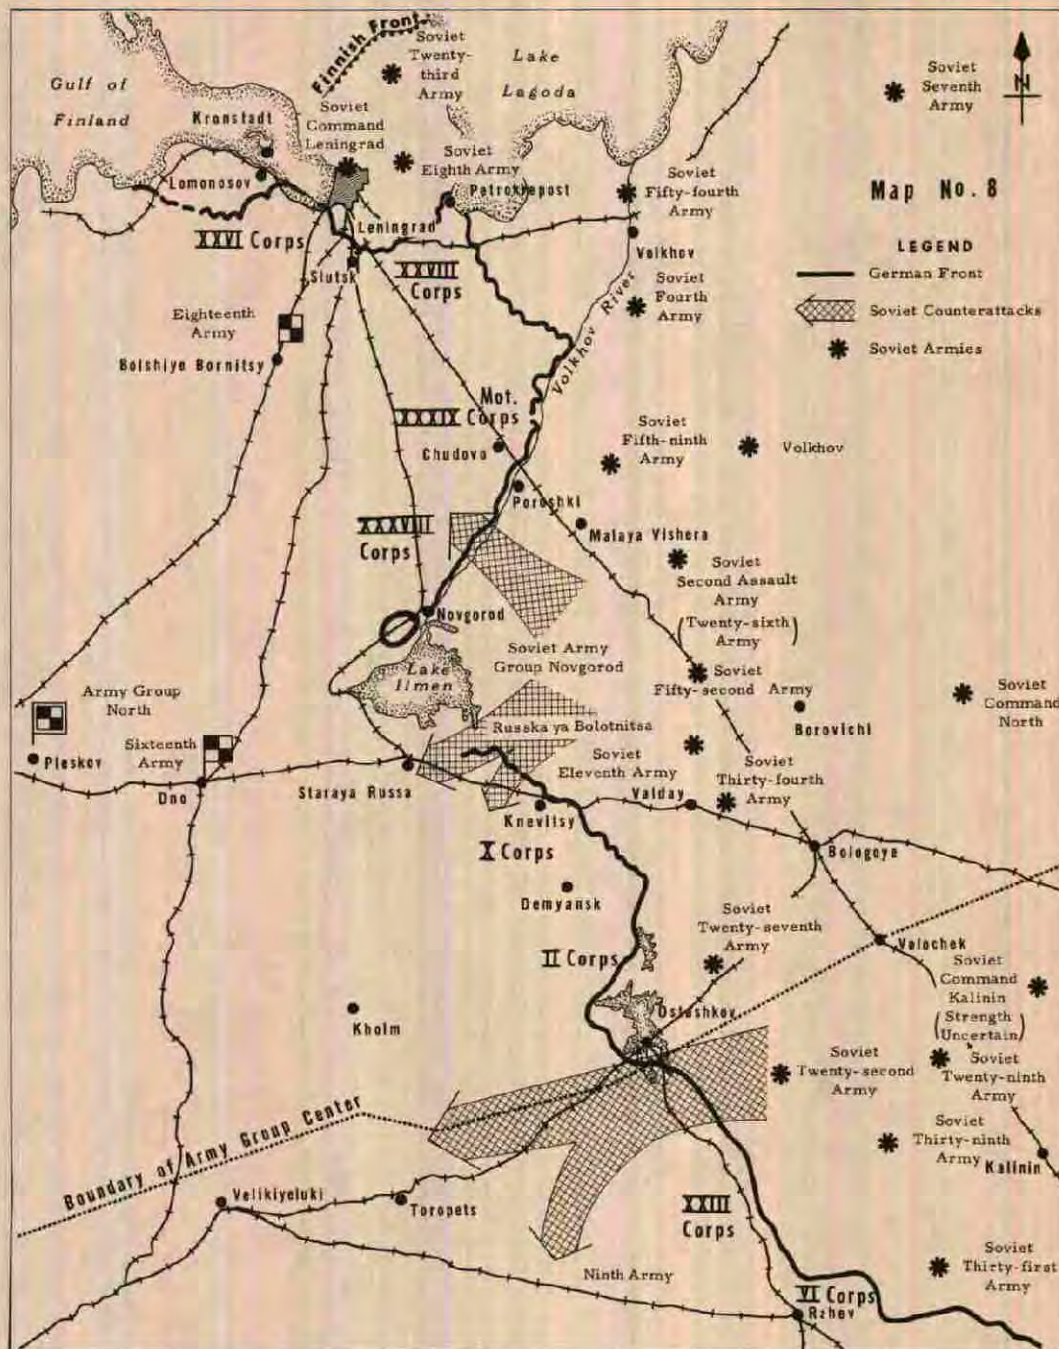 Finnish Front
Soviet
Twenty-
third
Army
Lake
Lagoda
Soviet
Seventh
Army
N
Gulf of
Finland
Kronstadt
Soviet
Command
Leningrad
Soviet
Eighth Army
Lomonosov
Petrokrepost
Soviet
Fifty-fourth
Army
Map No. 8
XXVI Corps
Leningrad
Slutsk
XXVIII
Corps
Volkhov
LEGEND
German Front
Soviet Counterattacks
Soviet Armies
Soviet
Fourth
Army
Volkhov River
Eighteenth
Army
Bolshiye Bornitsy
Mot.
XXXIX Corps
Chudovo
Soviet
Fifth-ninth
Army
Volkhov
Poroshki
XXXVIII
Corps
Malaya Vishera
Soviet
Second Assault
Army
(Twenty-sixth
Army)
Novgorod
Soviet Army
Group Novgorod
Lake
Ilmen
Soviet
Fifty-second Army
Soviet
Command
North
Army Group
North
Borovichi
Russka ya Bolotnitsa
Pleskov
Sixteenth
Army
Soviet
Eleventh Army
Soviet
Thirty-fourth
Army
Dno
Staraya Russa
Valday
Knevitsy
X Corps
Bologoye
Demyansk
Soviet
Twenty-seventh
Army
II Corps
Volochek
Soviet
Command
Kalinin
(Strength
Uncertain)
Kholm
Ostashkov
Soviet
Twenty-second
Army
Soviet
Twenty-ninth
Army
Boundary of Army Group Center
Soviet
Thirty-ninth
Army
Kalinin
Velikiyeluki
Toropets
XXIII
Corps
Soviet
Thirty-first
Army
Ninth Army
VI Corps
Rzhev